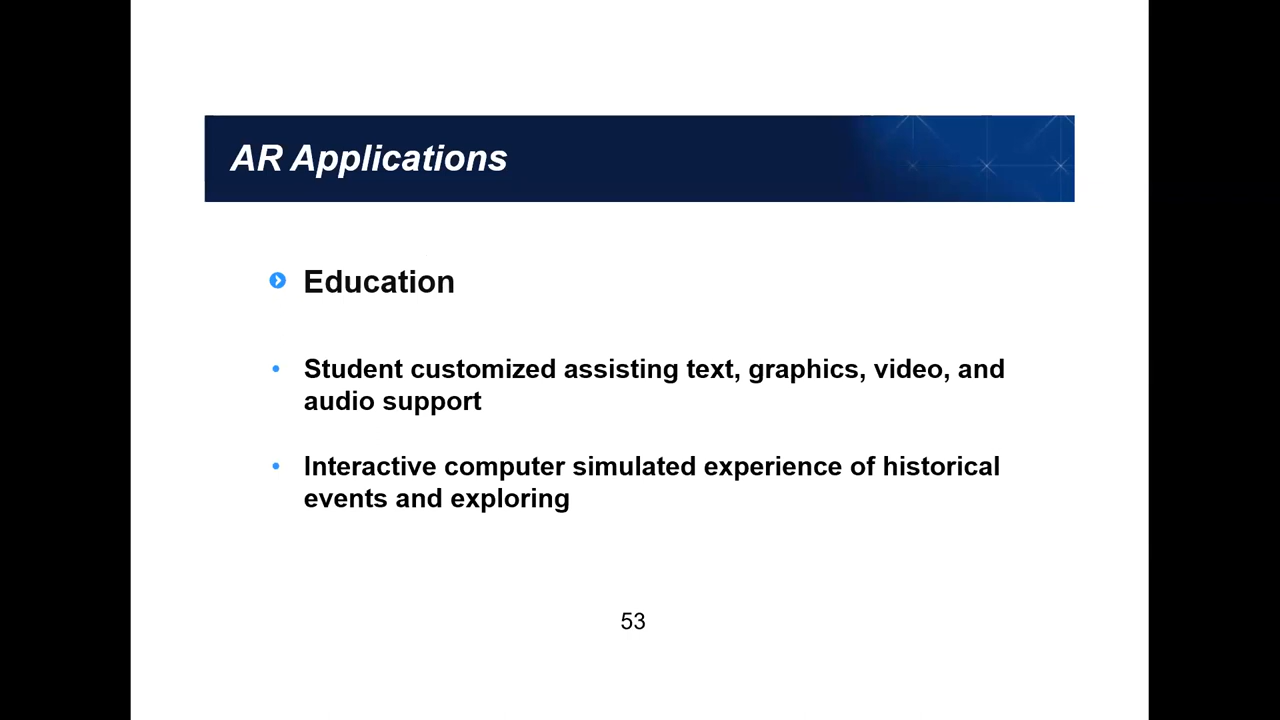 AR Applications
Education
Student customized assisting text, graphics, video, and
audio support
Interactive computer simulated experience of historical
events and exploring
53